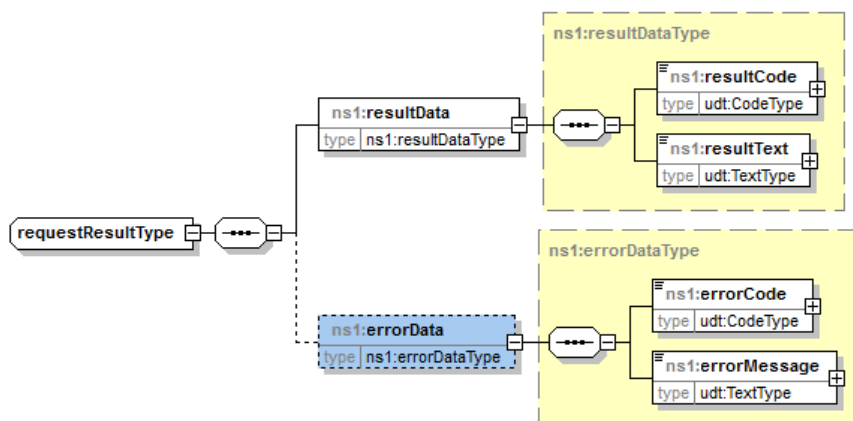 ns1:resultDataType
ns1:resultCode
type udt:CodeType
ns1:resultData
type ns1:resultDataType
ns1:resultText
type udt:TextType
requestResultType
ns1:errorDataType
ns1:errorCode
type udt:CodeType
ns1:errorData
type ns1:errorDataType
ns1:errorMessage
type udt:TextType